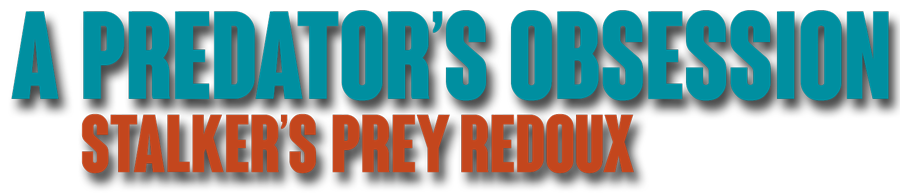 A PREDATOR'S OBSESSION
STALKER'S PREY REDOUX